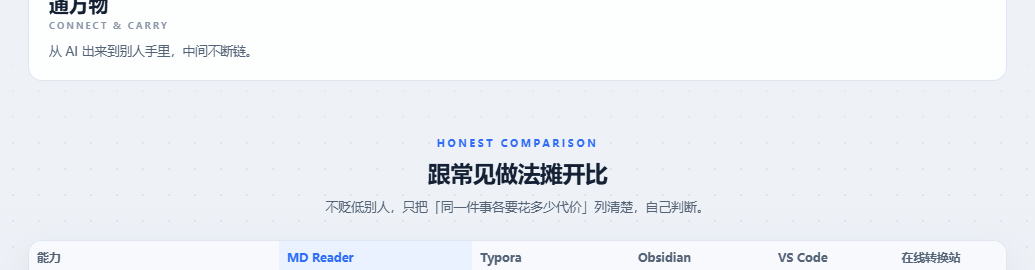 通万物
CONNECT & CARRY
从 AI 出来到别人手里，中间不断链。
HONEST COMPARISON
跟常见做法摊开比
不贬低别人，只把「同一件事各要花多少代价」列清楚，自己判断。
能力 MD Reader Typora Obsidian VS Code 在线转换站